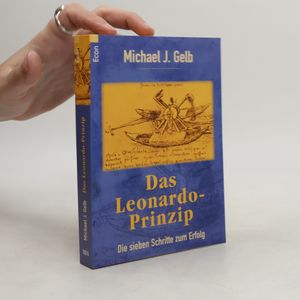 Econ
Michael J. Gelb
Das
Leonardo-
Prinzip
Die sieben Schritte zum Erfolg
Michael J. Gelb
Das Leonardo-Prinzip